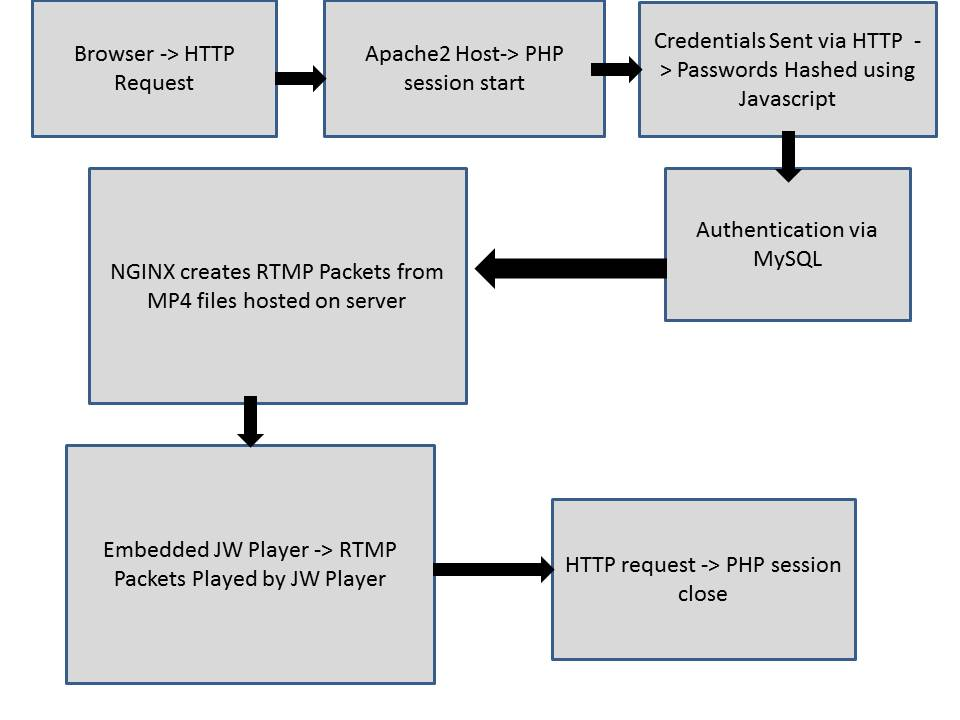 Browser -> HTTP
Request
Apache2 Host-> PHP
session start
Credentials Sent via HTTP -
> Passwords Hashed using
Javascript
Authentication via
MySQL
NGINX creates RTMP Packets from
MP4 files hosted on server
Embedded JW Player -> RTMP
Packets Played by JW Player
HTTP request -> PHP session
close